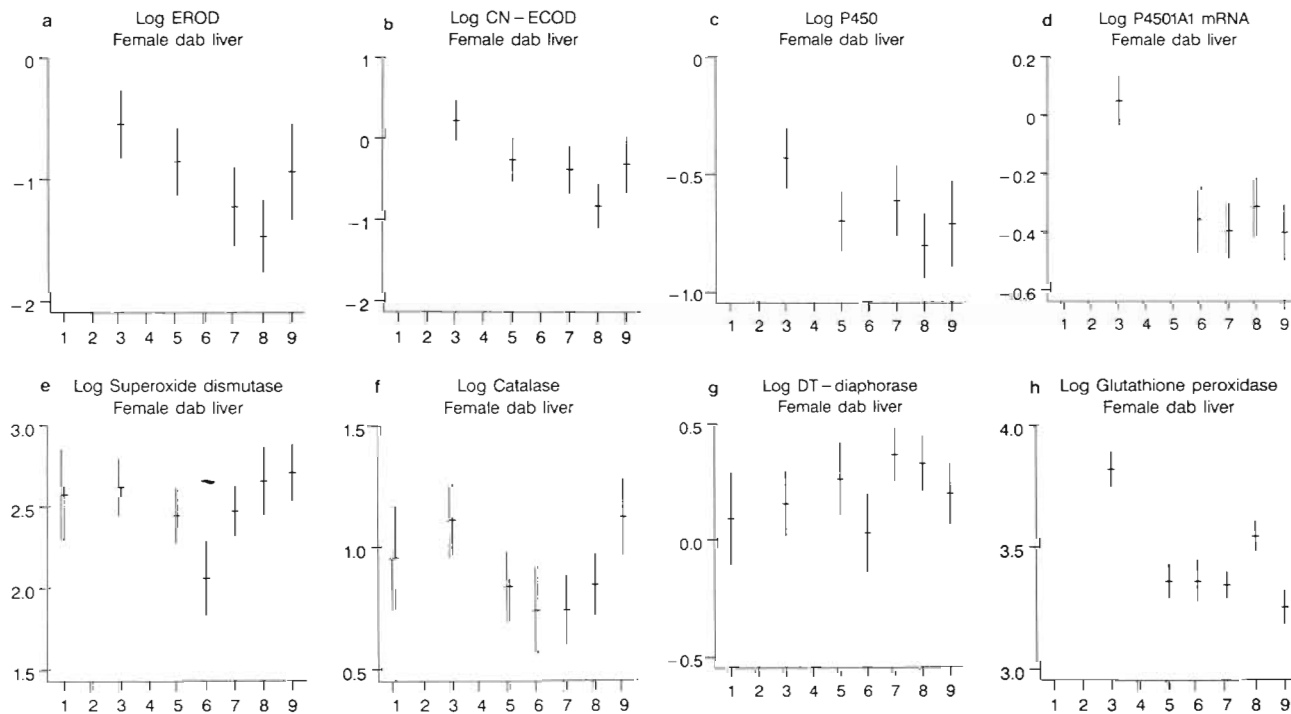 a Log EROD
Female dab liver
0
−1
−2
1 2 3 4 5 6 7 8 9
b Log CN−ECOD
Female dab liver
1
0
−1
−2
1 2 3 4 5 6 7 8 9
c Log P450
Female dab liver
0
−0.5
−1.0
1 2 3 4 5 6 7 8 9
d Log P4501A1 mRNA
Female dab liver
0.2
0
−0.2
−0.4
−0.6
1 2 3 4 5 6 7 8 9
e Log Superoxide dismutase
Female dab liver
3.0
2.5
2.0
1.5
1 2 3 4 5 6 7 8 9
f Log Catalase
Female dab liver
1.5
1.0
0.5
1 2 3 4 5 6 7 8 9
g Log DT−diaphorase
Female dab liver
0.5
0.0
−0.5
1 2 3 4 5 6 7 8 9
h Log Glutathione peroxidase
Female dab liver
4.0
3.5
3.0
1 2 3 4 5 6 7 8 9